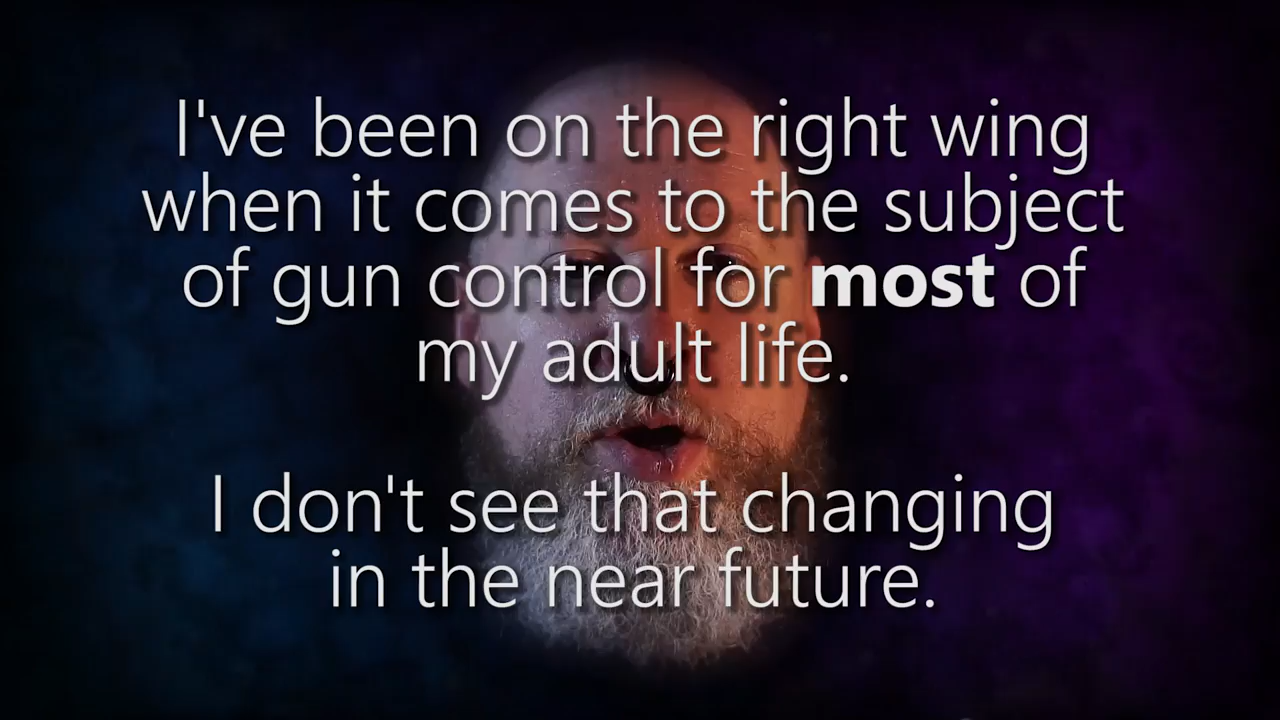 I've been on the right wing
when it comes to the subject
of gun control for most of
my adult life.
I don't see that changing
in the near future.